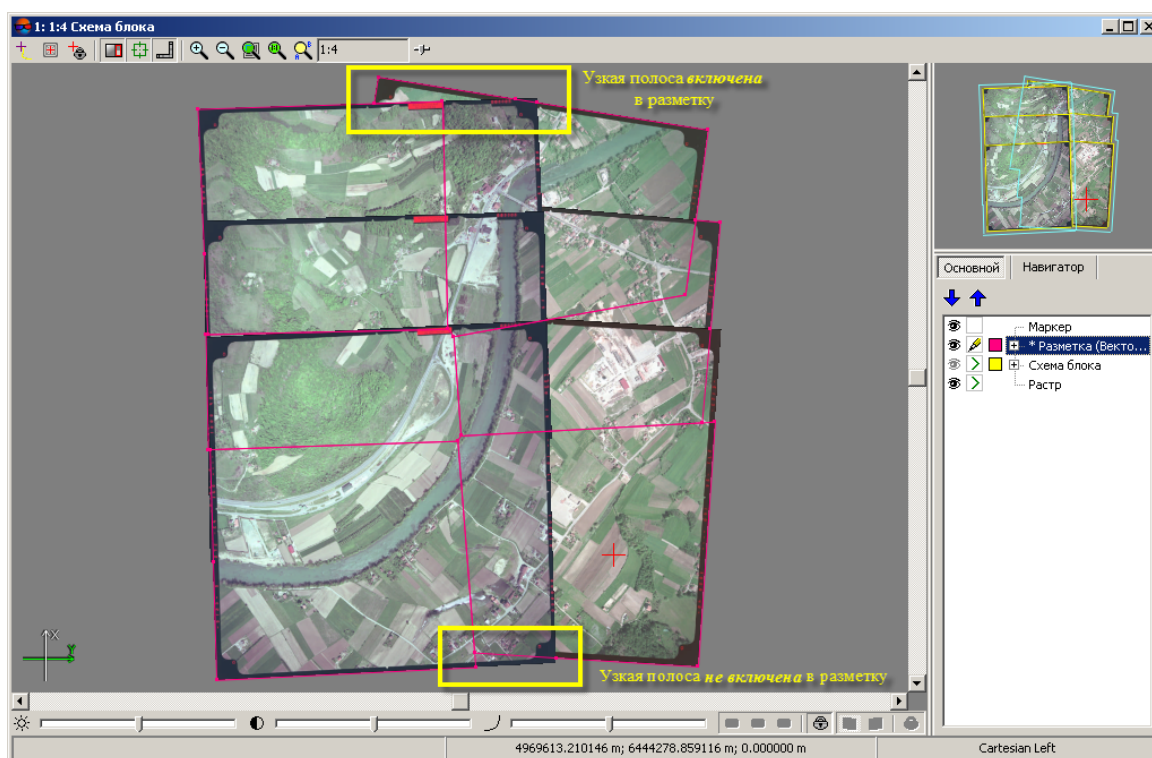 1: 1:4 Схема блока
1:4
Узкая полоса включена
в разметку
Узкая полоса не включена в разметку
X
Y
Основной
Навигатор
Маркер
* Разметка (Векто...
Схема блока
Растр
4969613.210146 m; 6444278.859116 m; 0.000000 m
Cartesian Left